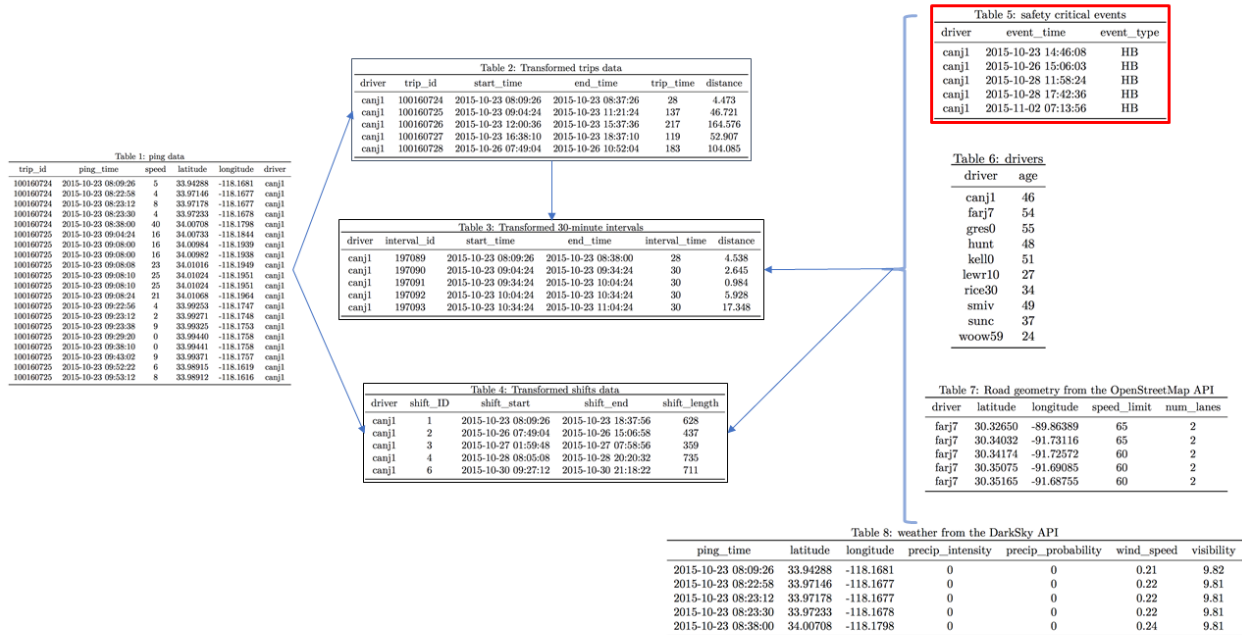 Table 1: ping data
trip_id ping_time speed latitude longitude driver
100160724 2015-10-23 08:09:26 5 33.94288 -118.1681 canj1
100160724 2015-10-23 08:22:58 4 33.97146 -118.1677 canj1
100160724 2015-10-23 08:23:12 8 33.97178 -118.1677 canj1
100160724 2015-10-23 08:23:30 4 33.97233 -118.1678 canj1
100160724 2015-10-23 08:38:00 40 34.00708 -118.1798 canj1
100160725 2015-10-23 09:04:24 16 34.00733 -118.1844 canj1
100160725 2015-10-23 09:08:00 16 34.00984 -118.1939 canj1
100160725 2015-10-23 09:08:00 16 34.00982 -118.1938 canj1
100160725 2015-10-23 09:08:08 23 34.01016 -118.1949 canj1
100160725 2015-10-23 09:08:10 25 34.01024 -118.1951 canj1
100160725 2015-10-23 09:08:10 25 34.01024 -118.1951 canj1
100160725 2015-10-23 09:08:24 21 34.01068 -118.1964 canj1
100160725 2015-10-23 09:22:56 4 33.99253 -118.1747 canj1
100160725 2015-10-23 09:23:12 2 33.99271 -118.1748 canj1
100160725 2015-10-23 09:23:38 9 33.99325 -118.1753 canj1
100160725 2015-10-23 09:29:20 0 33.99440 -118.1758 canj1
100160725 2015-10-23 09:38:10 0 33.99441 -118.1758 canj1
100160725 2015-10-23 09:43:02 9 33.99371 -118.1757 canj1
100160725 2015-10-23 09:52:22 6 33.98915 -118.1619 canj1
100160725 2015-10-23 09:53:12 8 33.98912 -118.1616 canj1
Table 2: Transformed trips data
driver trip_id start_time end_time trip_time distance
canj1 100160724 2015-10-23 08:09:26 2015-10-23 08:37:26 28 4.473
canj1 100160725 2015-10-23 09:04:24 2015-10-23 11:21:24 137 46.721
canj1 100160726 2015-10-23 12:00:36 2015-10-23 15:37:36 217 164.576
canj1 100160727 2015-10-23 16:38:10 2015-10-23 18:37:10 119 52.907
canj1 100160728 2015-10-26 07:49:04 2015-10-26 10:52:04 183 104.085
Table 3: Transformed 30-minute intervals
driver interval_id start_time end_time interval_time distance
canj1 197089 2015-10-23 08:09:26 2015-10-23 08:38:00 28 4.538
canj1 197090 2015-10-23 09:04:24 2015-10-23 09:34:24 30 2.645
canj1 197091 2015-10-23 09:34:24 2015-10-23 10:04:24 30 0.984
canj1 197092 2015-10-23 10:04:24 2015-10-23 10:34:24 30 5.928
canj1 197093 2015-10-23 10:34:24 2015-10-23 11:04:24 30 17.348
Table 4: Transformed shifts data
driver shift_ID shift_start shift_end shift_length
canj1 1 2015-10-23 08:09:26 2015-10-23 18:37:56 628
canj1 2 2015-10-26 07:49:04 2015-10-26 15:06:58 437
canj1 3 2015-10-27 01:59:48 2015-10-27 07:58:56 359
canj1 4 2015-10-28 08:05:08 2015-10-28 20:20:32 735
canj1 6 2015-10-30 09:27:12 2015-10-30 21:18:22 711
Table 5: safety critical events
driver event_time event_type
canj1 2015-10-23 14:46:08 HB
canj1 2015-10-26 15:06:03 HB
canj1 2015-10-28 11:58:24 HB
canj1 2015-10-28 17:42:36 HB
canj1 2015-11-02 07:13:56 HB
Table 6: drivers
driver age
canj1 46
farj7 54
gres0 55
hunt 48
kell0 51
lewr10 27
rice30 34
smiv 49
sunc 37
woow59 24
Table 7: Road geometry from the OpenStreetMap API
driver latitude longitude speed_limit num_lanes
farj7 30.32650 -89.86389 65 2
farj7 30.34032 -91.73116 65 2
farj7 30.34174 -91.72572 60 2
farj7 30.35075 -91.69085 60 2
farj7 30.35165 -91.68755 60 2
Table 8: weather from the DarkSky API
ping_time latitude longitude precip_intensity precip_probability wind_speed visibility
2015-10-23 08:09:26 33.94288 -118.1681 0 0 0.21 9.82
2015-10-23 08:22:58 33.97146 -118.1677 0 0 0.22 9.81
2015-10-23 08:23:12 33.97178 -118.1677 0 0 0.22 9.81
2015-10-23 08:23:30 33.97233 -118.1678 0 0 0.22 9.81
2015-10-23 08:38:00 34.00708 -118.1798 0 0 0.24 9.81